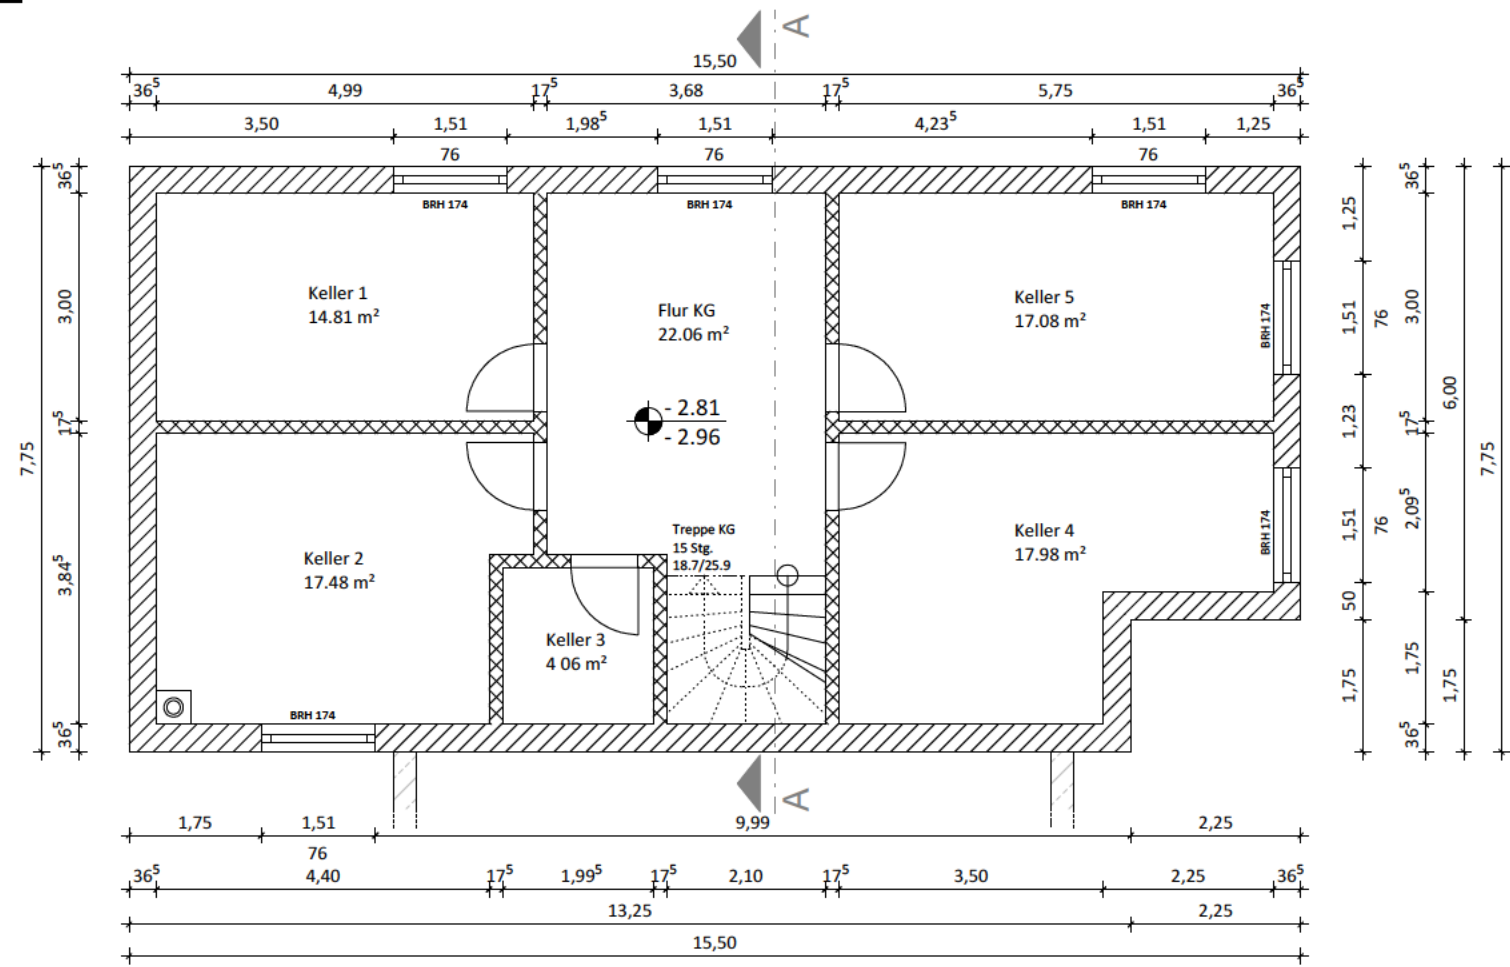 A
15,50
36⁵ 4,99 17⁵ 3,68 17⁵ 5,75 36⁵
3,50 1,51 1,98⁵ 1,51 4,23⁵ 1,51 1,25
76 76 76
BRH 174 BRH 174 BRH 174
7,75
36⁵
3,00
17⁵
3,84⁵
36⁵
Keller 1
14.81 m²
Flur KG
22.06 m²
Keller 5
17.08 m²
BRH 174
- 2.81
- 2.96
Keller 2
17.48 m²
Treppe KG
15 Stg.
18.7/25.9
Keller 4
17.98 m²
BRH 174
Keller 3
4 06 m²
BRH 174
1,25
1,51
76
1,23
1,51
76
50
1,75
36⁵
3,00
17⁵
2,09⁵
1,75
36⁵
6,00
1,75
7,75
A
1,75 1,51 9,99 2,25
76
36⁵ 4,40 17⁵ 1,99⁵ 17⁵ 2,10 17⁵ 3,50 2,25 36⁵
13,25 2,25
15,50